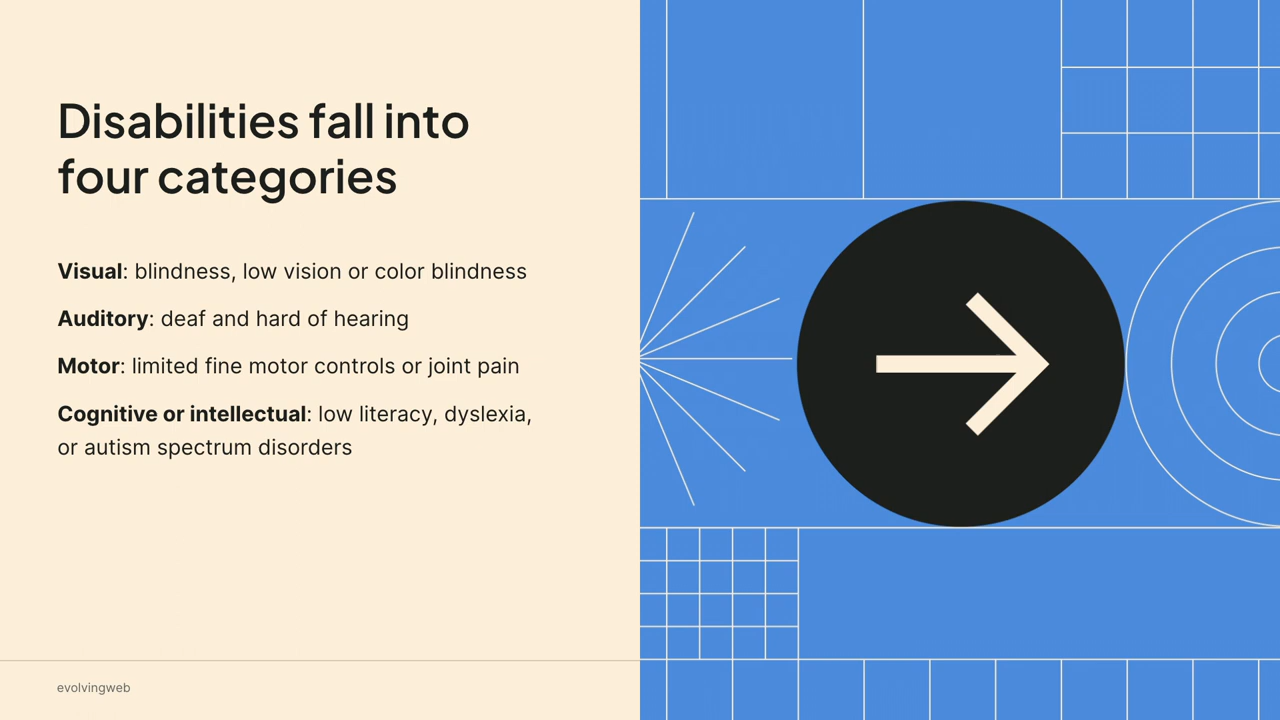 Disabilities fall into
four categories
Visual: blindness, low vision or color blindness
Auditory: deaf and hard of hearing
Motor: limited fine motor controls or joint pain
Cognitive or intellectual: low literacy, dyslexia,
or autism spectrum disorders
evolvingweb